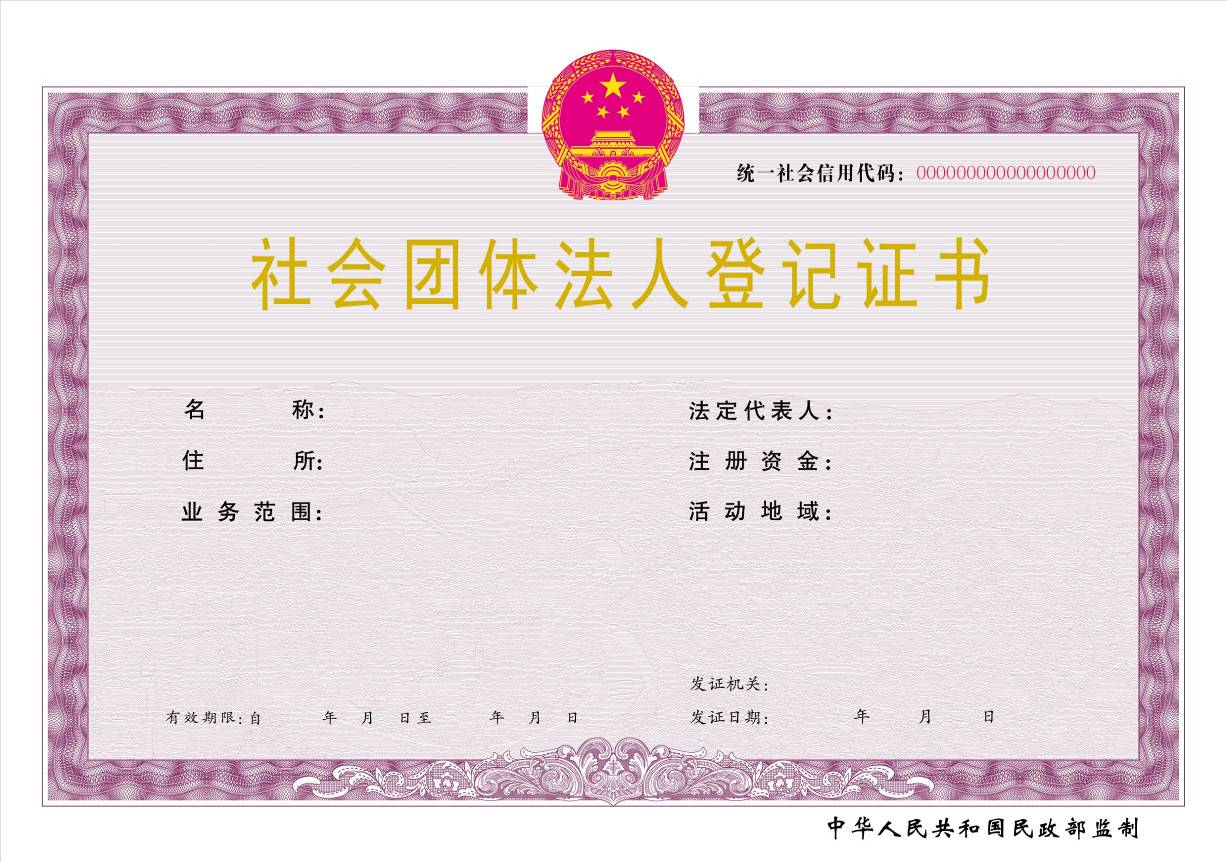 统一社会信用代码：000000000000000000
社会团体法人登记证书
名称：
法定代表人：
住所：
注册资金：
业务范围：
活动地域：
发证机关：
有效期限：自 年 月 日至 年 月 日
发证日期： 年 月 日
中华人民共和国民政部监制